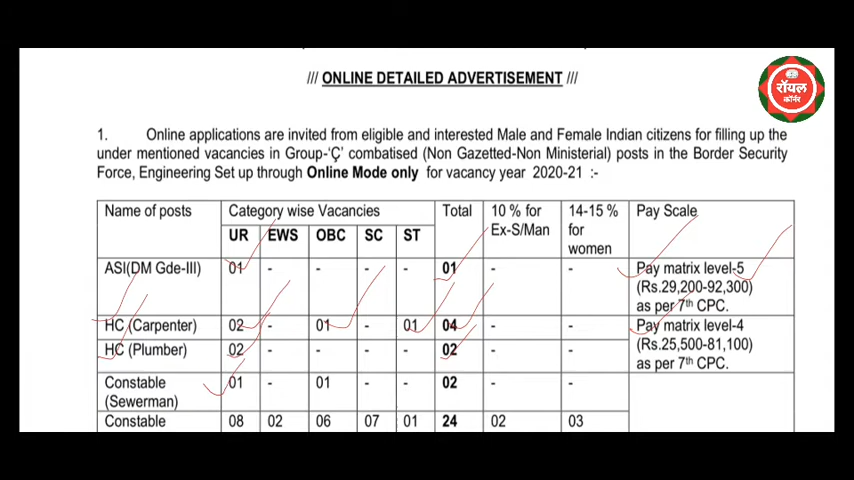 /// ONLINE DETAILED ADVERTISEMENT ///
रॉयल
कॉर्नर
1. Online applications are invited from eligible and interested Male and Female Indian citizens for filling up the
under mentioned vacancies in Group-‘Ç’ combatised (Non Gazetted-Non Ministerial) posts in the Border Security
Force, Engineering Set up through Online Mode only for vacancy year 2020-21 :-
Name of posts Category wise Vacancies Total 10 % for Ex-S/Man 14-15 % for women Pay Scale
UR EWS OBC SC ST
ASI(DM Gde-III) 01 - - - - 01 - - Pay matrix level-5
(Rs.29,200-92,300)
as per 7th CPC.
HC (Carpenter) 02 - 01 - 01 04 - - Pay matrix level-4
HC (Plumber) 02 - - - - 02 - - (Rs.25,500-81,100)
as per 7th CPC.
Constable 01 - 01 - - 02 - -
(Sewerman)
Constable 08 02 06 07 01 24 02 03